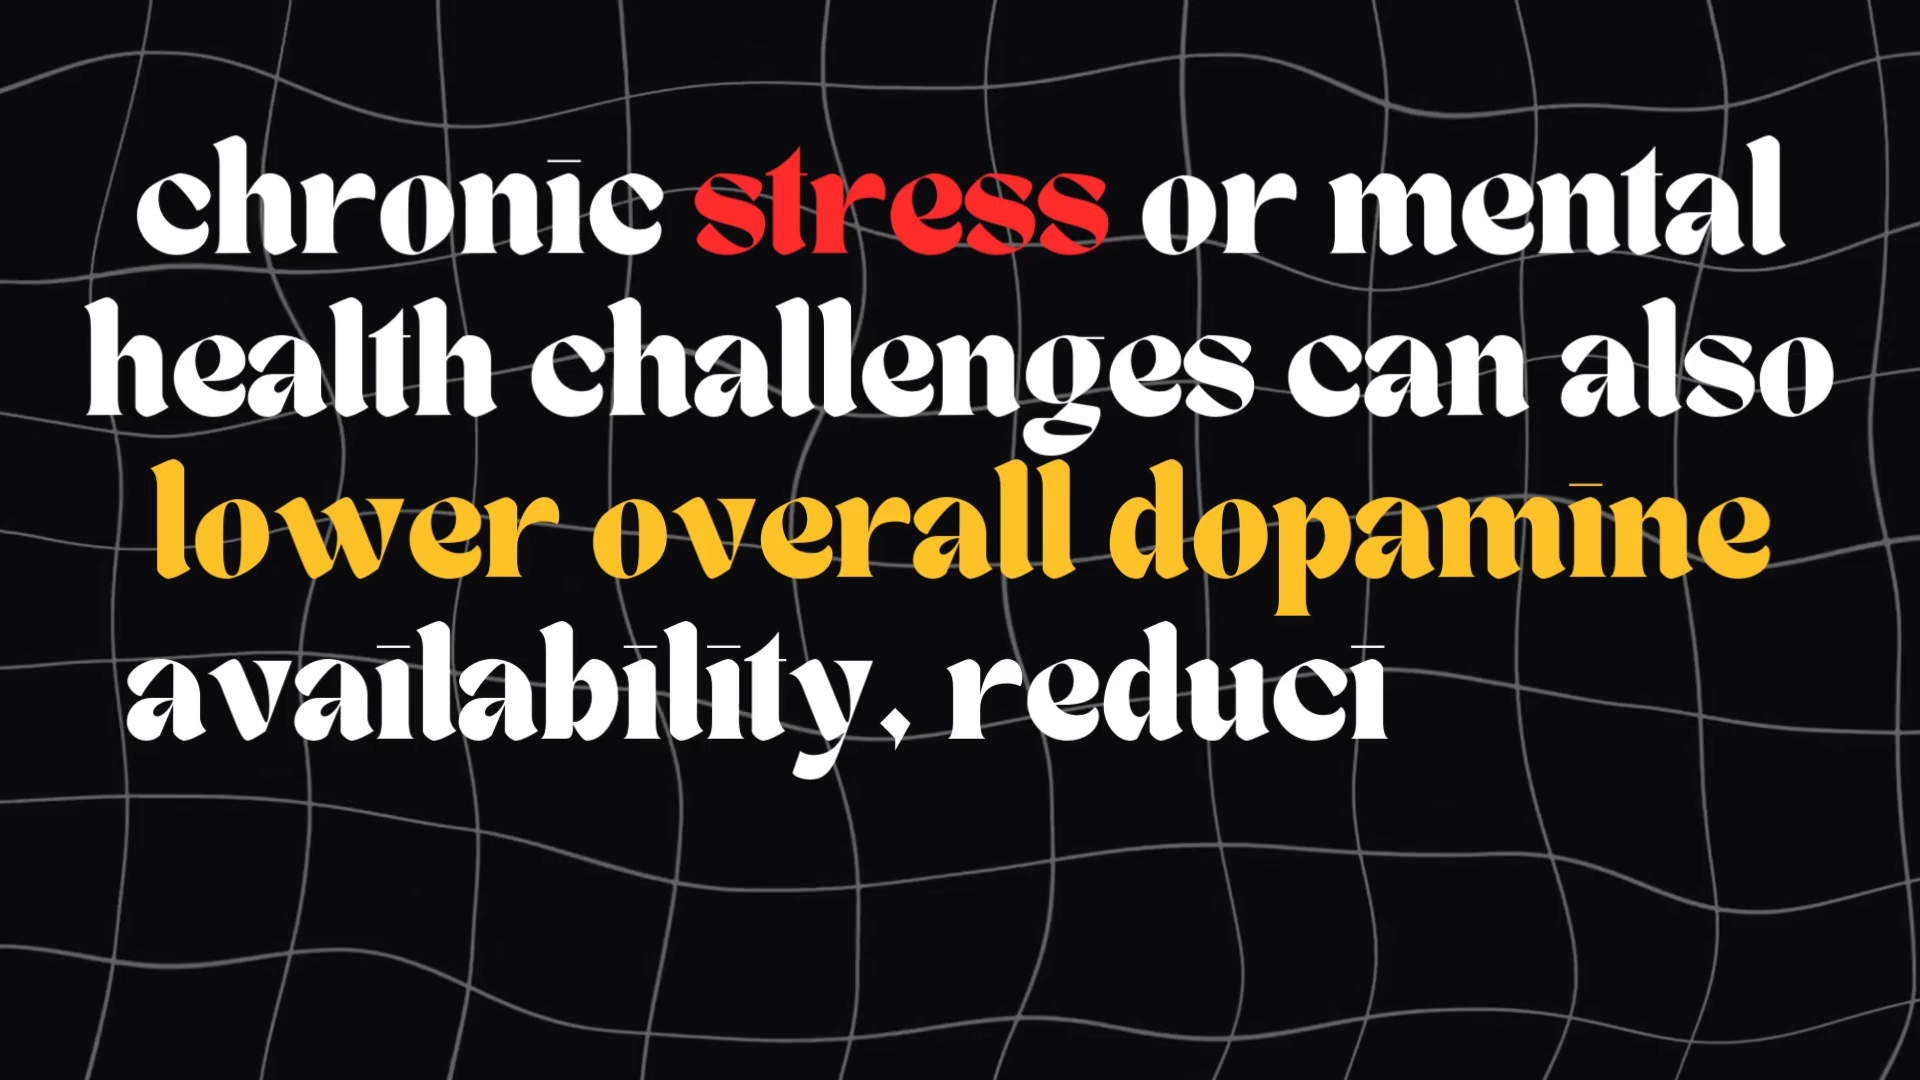 chronic stress or mental
health challenges can also
lower overall dopamine
availability, reduci